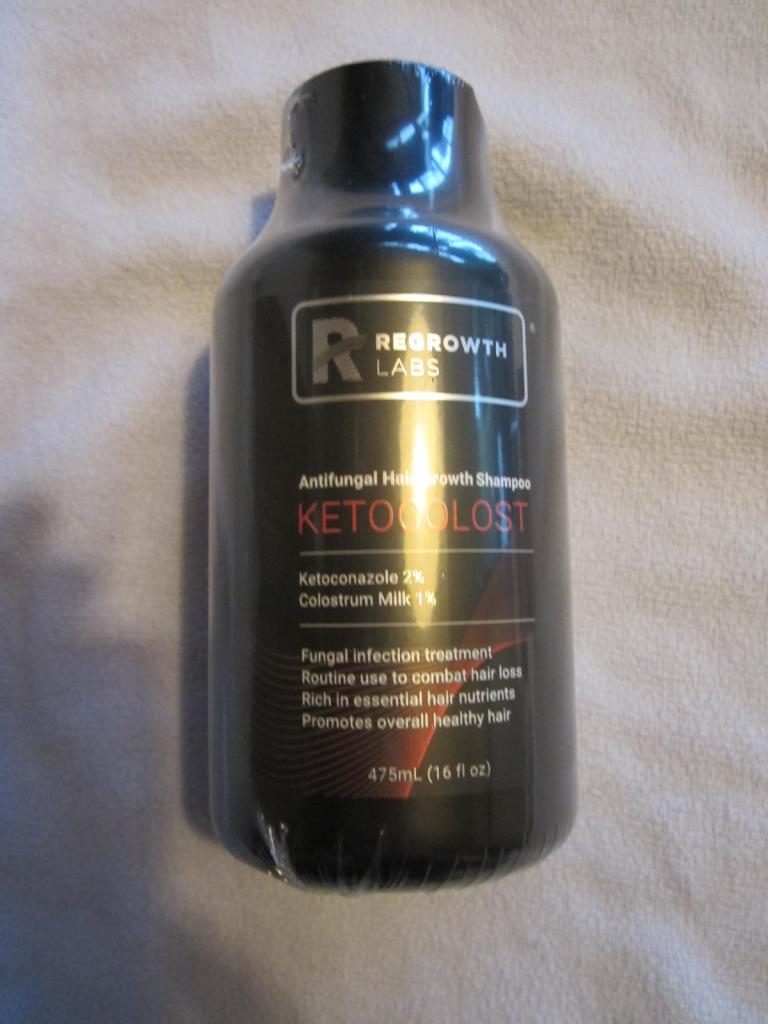 R REGROWTH
LABS
Antifungal Hair Growth Shampoo
KETOCOLOST
Ketoconazole 2%
Colostrum Milk 1%
Fungal infection treatment
Routine use to combat hair loss
Rich in essential hair nutrients
Promotes overall healthy hair
475mL (16 fl oz)